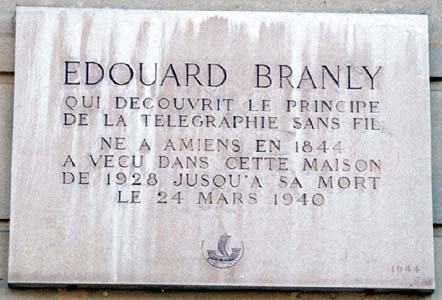 EDOUARD BRANLY
QUI DECOUVRIT LE PRINCIPE
DE LA TELEGRAPHIE SANS FIL
NE A AMIENS EN 1844
A VECU DANS CETTE MAISON
DE 1928 JUSQU'A SA MORT
LE 24 MARS 1940
1944